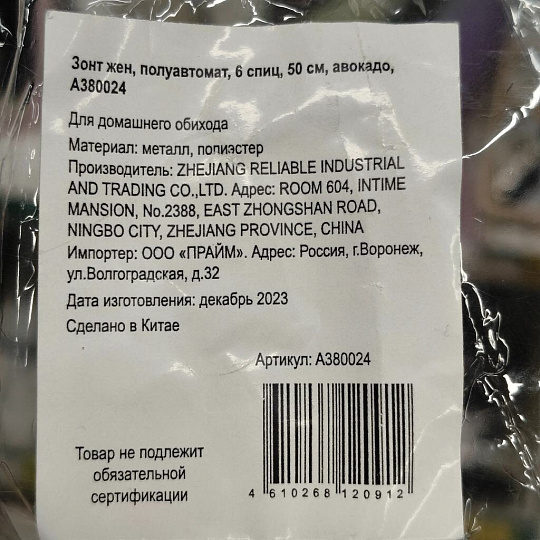 Зонт жен, полуавтомат, 6 спиц, 50 см, авокадо,
A380024
Для домашнего обихода
Материал: металл, полиэстер
Производитель: ZHEJIANG RELIABLE INDUSTRIAL
AND TRADING CO.,LTD. Адрес: ROOM 604, INTIME
MANSION, No.2388, EAST ZHONGSHAN ROAD,
NINGBO CITY, ZHEJIANG PROVINCE, CHINA
Импортер: ООО «ПРАЙМ». Адрес: Россия, г.Воронеж,
ул.Волгоградская, д.32
Дата изготовления: декабрь 2023
Сделано в Китае
Артикул: A380024
Товар не подлежит
обязательной
сертификации
4 610268 120912